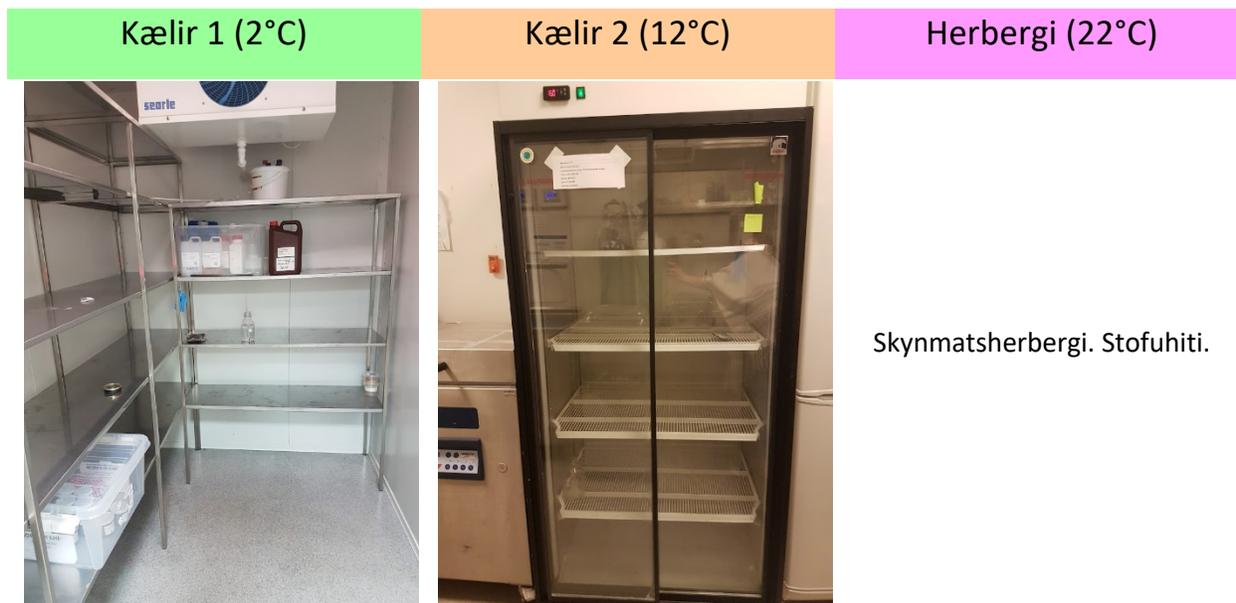 Kælir 1 (2°C)
Kælir 2 (12°C)
Herbergi (22°C)
searle
Skynmatsherbergi. Stofuhiti.